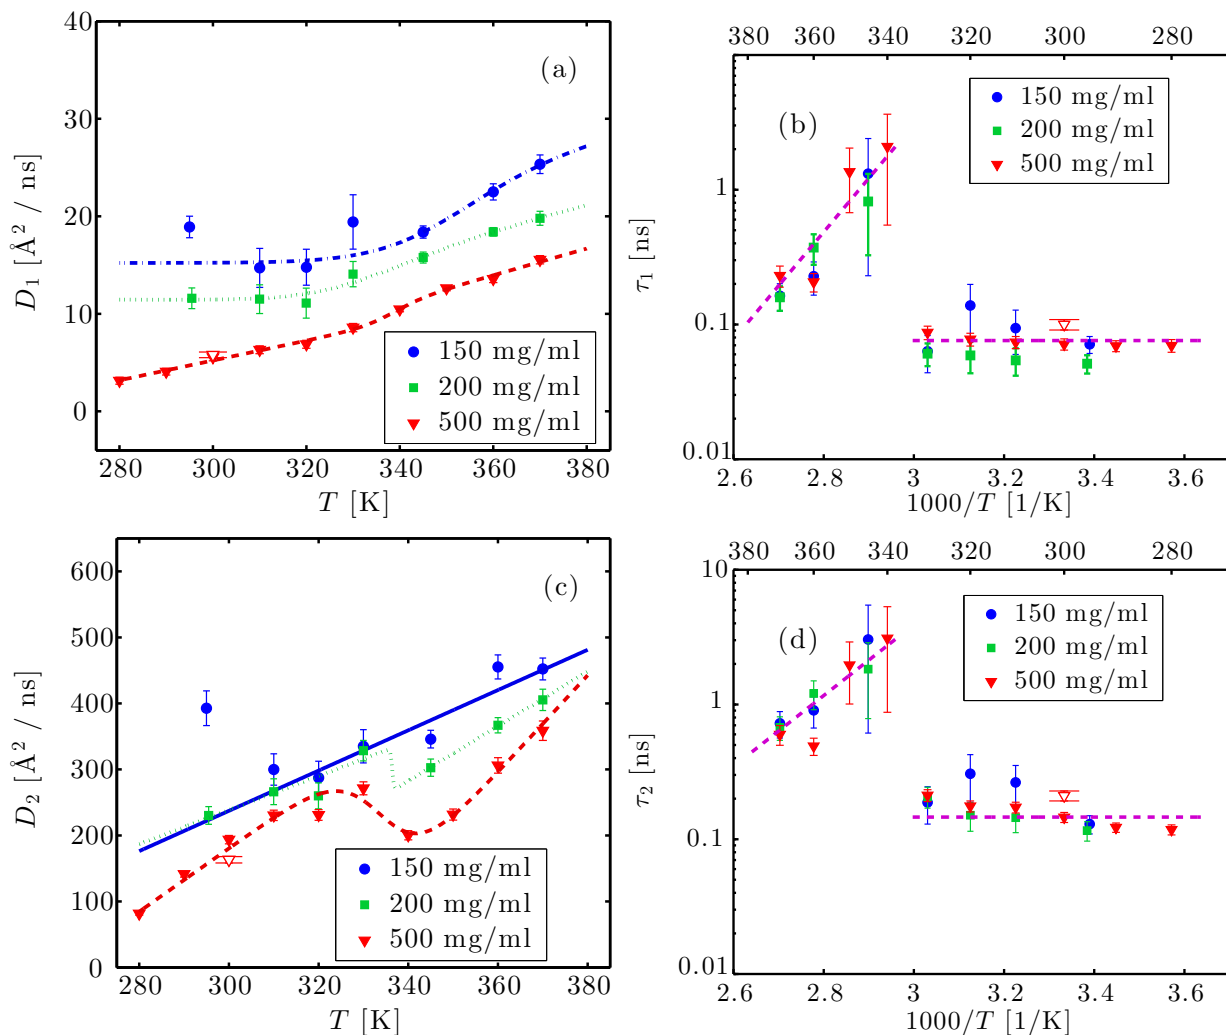 (a)
40
30
20
10
0
D₁ [Å² / ns]
150 mg/ml
200 mg/ml
500 mg/ml
280 300 320 340 360 380
T [K]
380 360 340 320 300 280
(b)
1
0.1
0.01
τ₁ [ns]
150 mg/ml
200 mg/ml
500 mg/ml
2.6 2.8 3 3.2 3.4 3.6
1000/T [1/K]
(c)
600
500
400
300
200
100
0
D₂ [Å² / ns]
150 mg/ml
200 mg/ml
500 mg/ml
280 300 320 340 360 380
T [K]
380 360 340 320 300 280
(d)
10
1
0.1
0.01
τ₂ [ns]
150 mg/ml
200 mg/ml
500 mg/ml
2.6 2.8 3 3.2 3.4 3.6
1000/T [1/K]